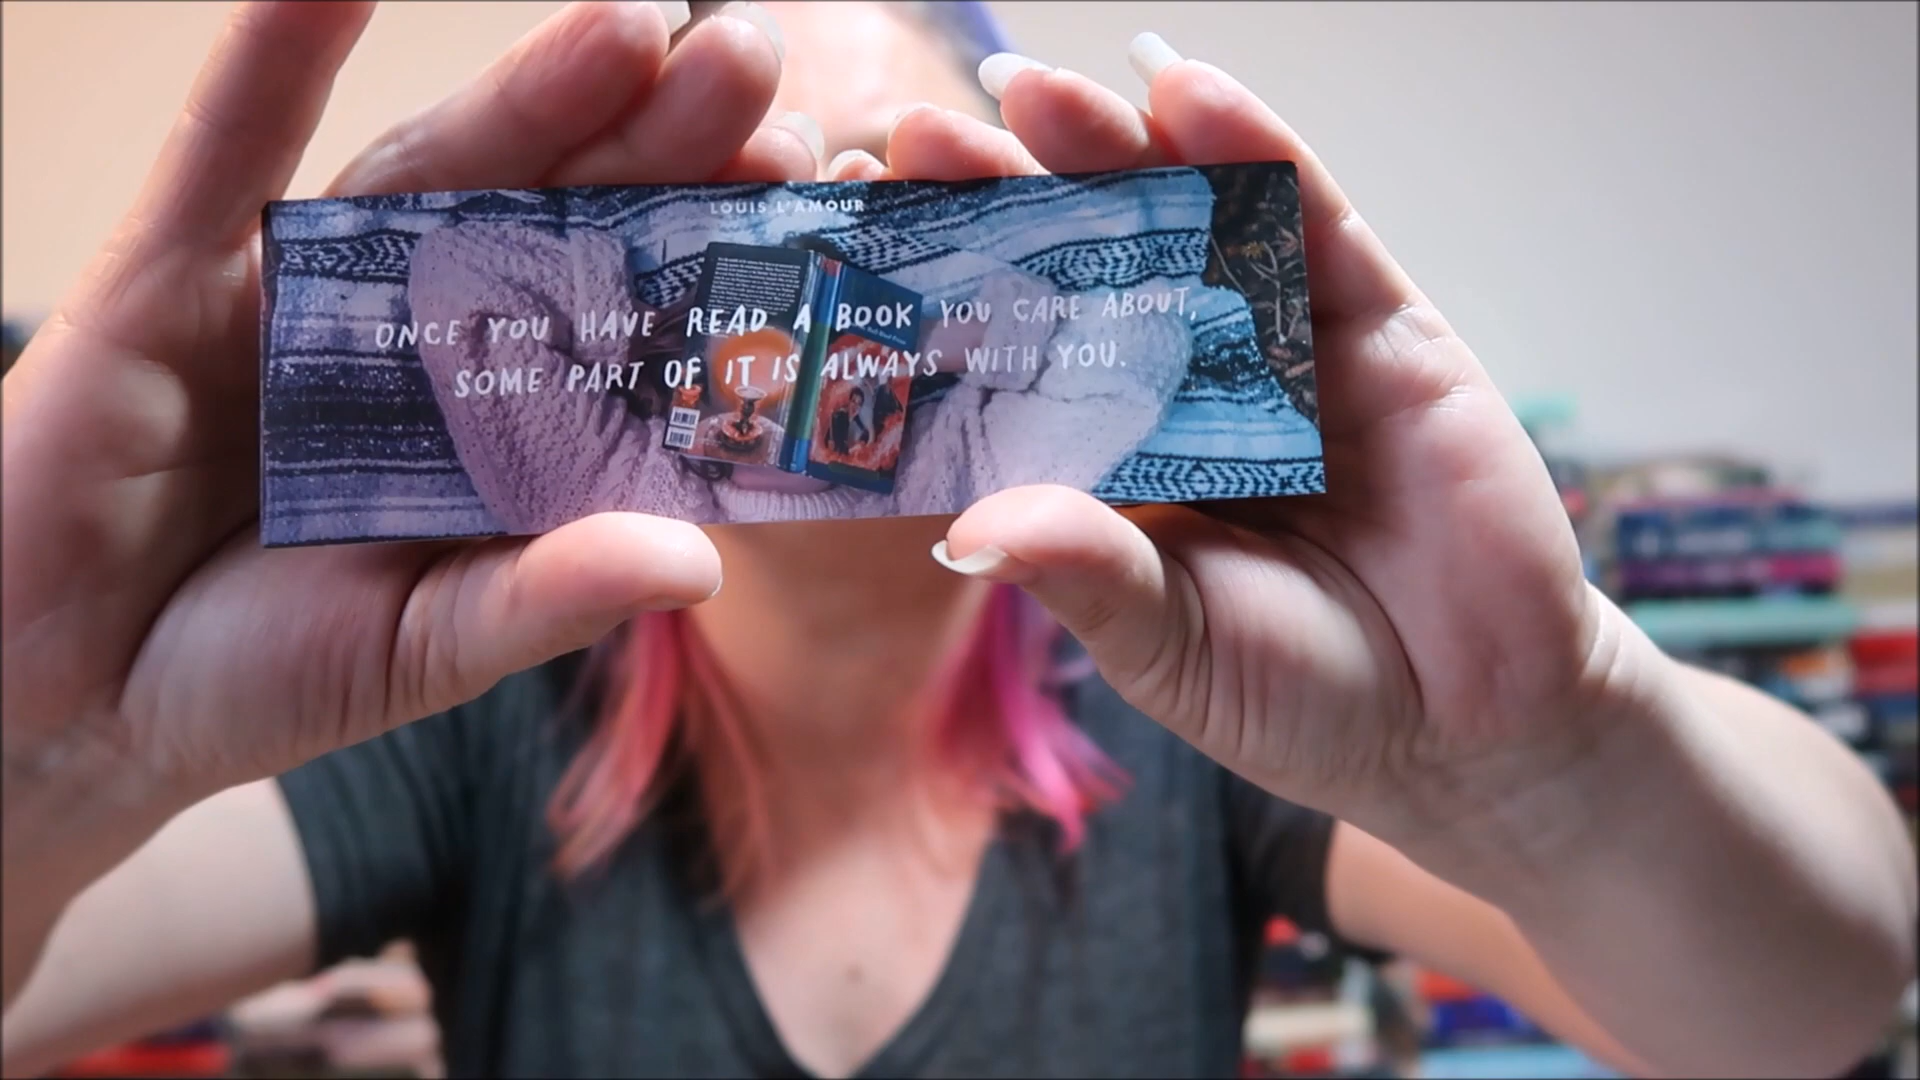 LOUIS L'AMOUR
ONCE YOU HAVE READ A BOOK YOU CARE ABOUT,
SOME PART OF IT IS ALWAYS WITH YOU.